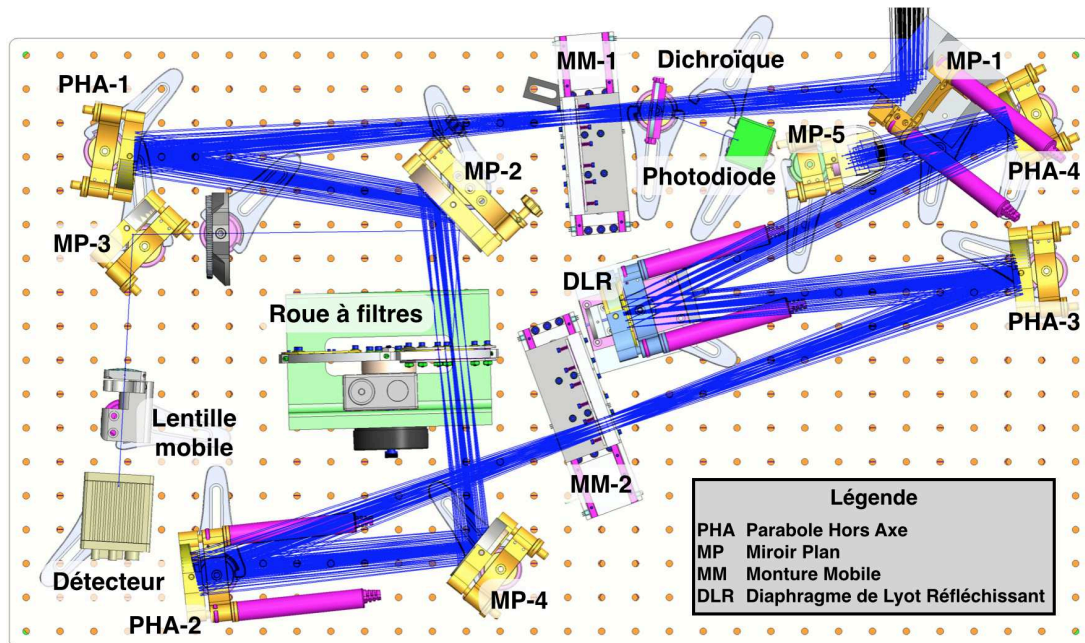 MP-1
PHA-1
MM-1
Dichroïque
MP-5
MP-2
Photodiode
PHA-4
MP-3
DLR
Roue à filtres
PHA-3
Lentille
mobile
MM-2
Détecteur
MP-4
PHA-2
Légende
PHA Parabole Hors Axe
MP Miroir Plan
MM Monture Mobile
DLR Diaphragme de Lyot Réfléchissant